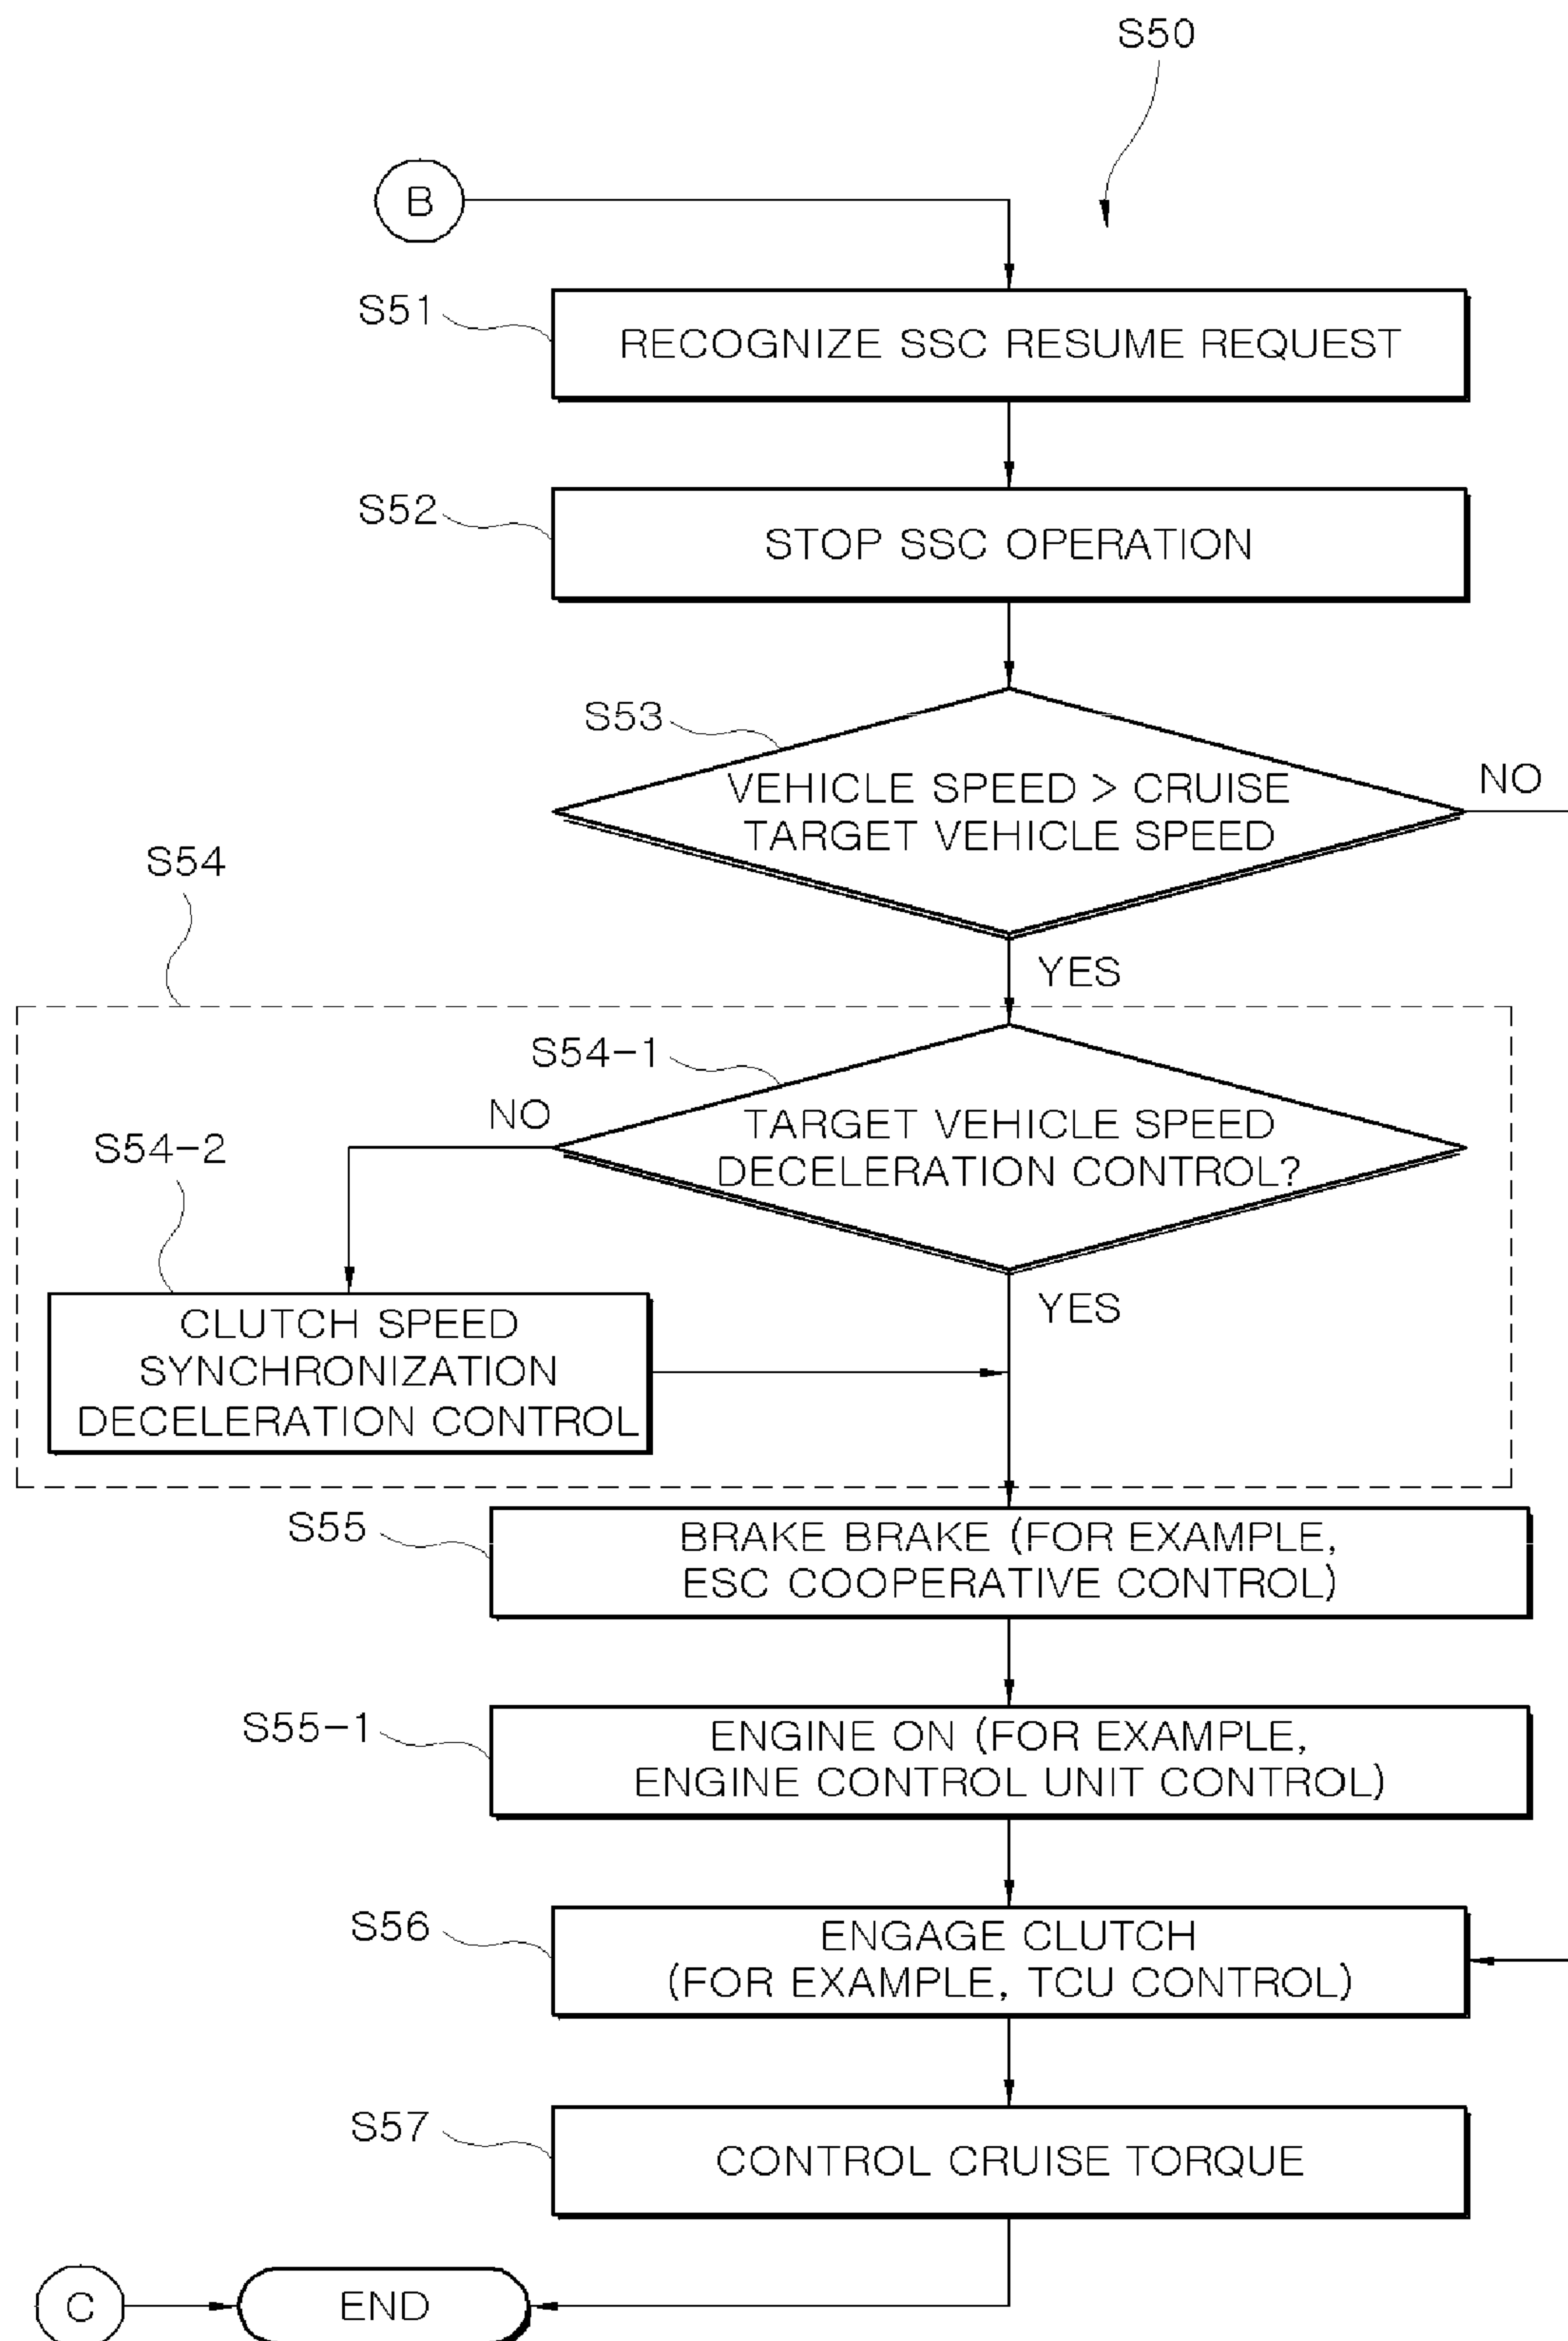 S50
B
S51
RECOGNIZE SSC RESUME REQUEST
S52
STOP SSC OPERATION
S53
VEHICLE SPEED > CRUISE
TARGET VEHICLE SPEED
NO
YES
S54
S54-1
TARGET VEHICLE SPEED
DECELERATION CONTROL?
NO
YES
S54-2
CLUTCH SPEED
SYNCHRONIZATION
DECELERATION CONTROL
S55
BRAKE BRAKE (FOR EXAMPLE,
ESC COOPERATIVE CONTROL)
S55-1
ENGINE ON (FOR EXAMPLE,
ENGINE CONTROL UNIT CONTROL)
S56
ENGAGE CLUTCH
(FOR EXAMPLE, TCU CONTROL)
S57
CONTROL CRUISE TORQUE
C
END